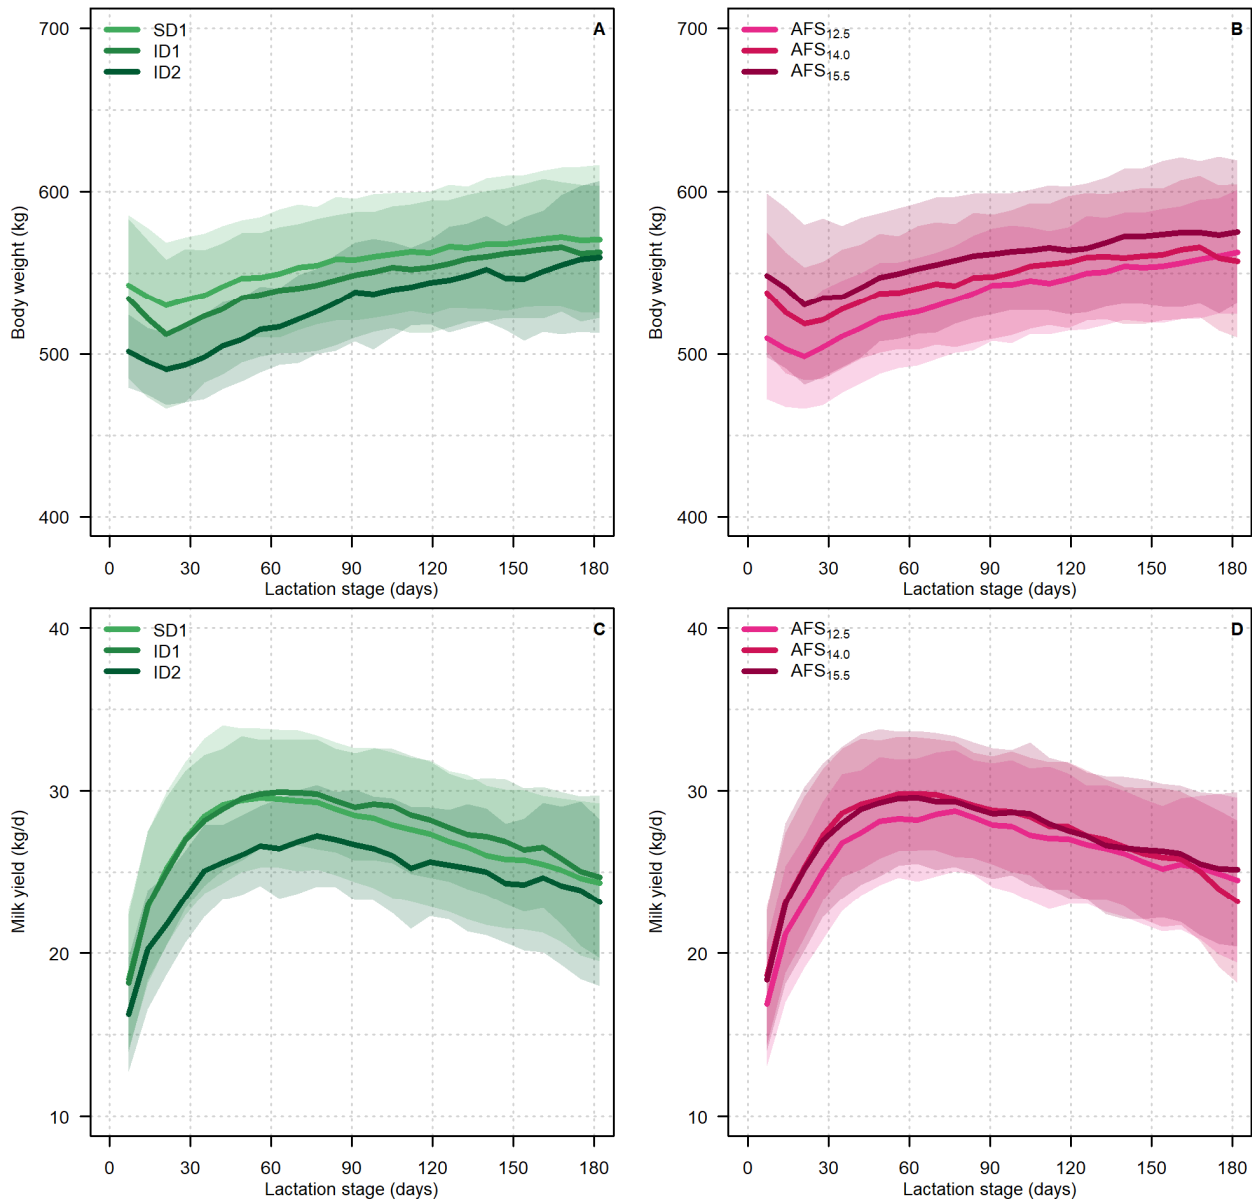 A
SD1
ID1
ID2
700
600
500
400
Body weight (kg)
0 30 60 90 120 150 180
Lactation stage (days)
B
AFS12.5
AFS14.0
AFS15.5
700
600
500
400
Body weight (kg)
0 30 60 90 120 150 180
Lactation stage (days)
C
SD1
ID1
ID2
40
30
20
10
Milk yield (kg/d)
0 30 60 90 120 150 180
Lactation stage (days)
D
AFS12.5
AFS14.0
AFS15.5
40
30
20
10
Milk yield (kg/d)
0 30 60 90 120 150 180
Lactation stage (days)